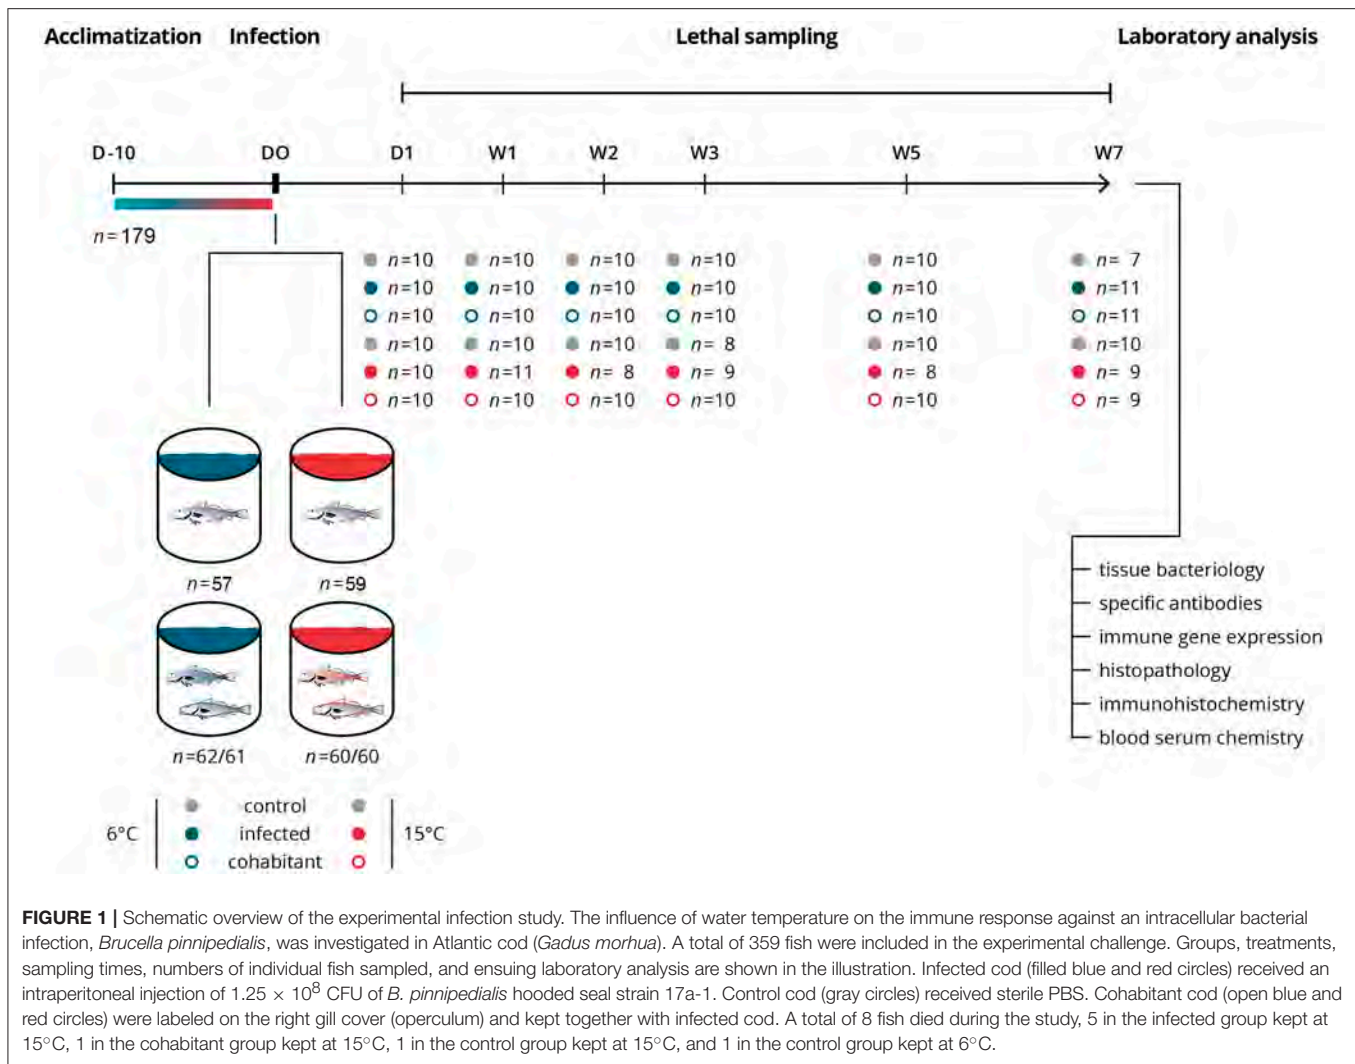 Acclimatization Infection Lethal sampling Laboratory analysis
D-10 DO D1 W1 W2 W3 W5 W7
n=179
n=10 n=10 n=10 n=10 n=10 n= 7
n=10 n=10 n=10 n=10 n=10 n=11
n=10 n=10 n=10 n=10 n=10 n=11
n=10 n=10 n=10 n= 8 n=10 n=10
n=10 n=11 n= 8 n= 9 n= 8 n= 9
n=10 n=10 n=10 n=10 n=10 n= 9
n=57 n=59
n=62/61 n=60/60
tissue bacteriology
specific antibodies
immune gene expression
histopathology
immunohistochemistry
blood serum chemistry
control
6°C infected 15°C
cohabitant
FIGURE 1 | Schematic overview of the experimental infection study. The influence of water temperature on the immune response against an intracellular bacterial
infection, Brucella pinnipedialis, was investigated in Atlantic cod (Gadus morhua). A total of 359 fish were included in the experimental challenge. Groups, treatments,
sampling times, numbers of individual fish sampled, and ensuing laboratory analysis are shown in the illustration. Infected cod (filled blue and red circles) received an
intraperitoneal injection of 1.25 × 10⁸ CFU of B. pinnipedialis hooded seal strain 17a-1. Control cod (gray circles) received sterile PBS. Cohabitant cod (open blue and
red circles) were labeled on the right gill cover (operculum) and kept together with infected cod. A total of 8 fish died during the study, 5 in the infected group kept at
15°C, 1 in the cohabitant group kept at 15°C, 1 in the control group kept at 15°C, and 1 in the control group kept at 6°C.